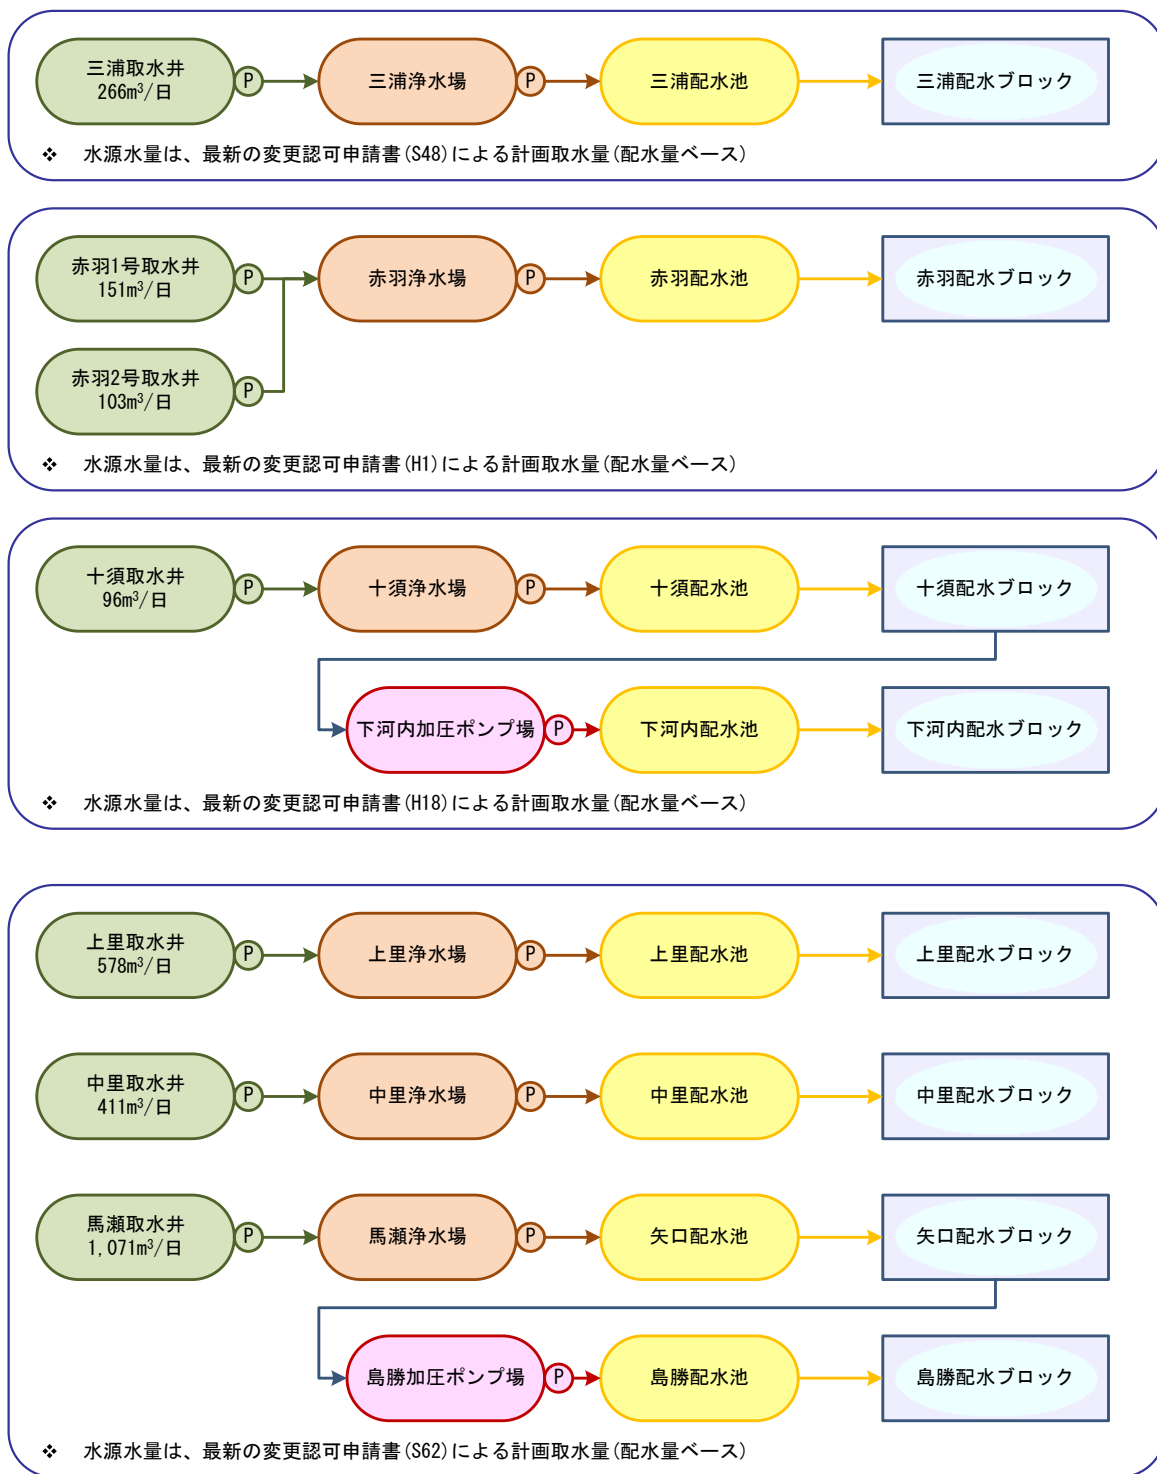 三浦取水井
266m³/日
P
三浦浄水場
P
三浦配水池
三浦配水ブロック
❖ 水源水量は、最新の変更認可申請書(S48)による計画取水量(配水量ベース)
赤羽1号取水井
151m³/日
P
赤羽浄水場
P
赤羽配水池
赤羽配水ブロック
赤羽2号取水井
103m³/日
P
❖ 水源水量は、最新の変更認可申請書(H1)による計画取水量(配水量ベース)
十須取水井
96m³/日
P
十須浄水場
P
十須配水池
十須配水ブロック
下河内加圧ポンプ場
P
下河内配水池
下河内配水ブロック
❖ 水源水量は、最新の変更認可申請書(H18)による計画取水量(配水量ベース)
上里取水井
578m³/日
P
上里浄水場
P
上里配水池
上里配水ブロック
中里取水井
411m³/日
P
中里浄水場
P
中里配水池
中里配水ブロック
馬瀬取水井
1,071m³/日
P
馬瀬浄水場
P
矢口配水池
矢口配水ブロック
島勝加圧ポンプ場
P
島勝配水池
島勝配水ブロック
❖ 水源水量は、最新の変更認可申請書(S62)による計画取水量(配水量ベース)